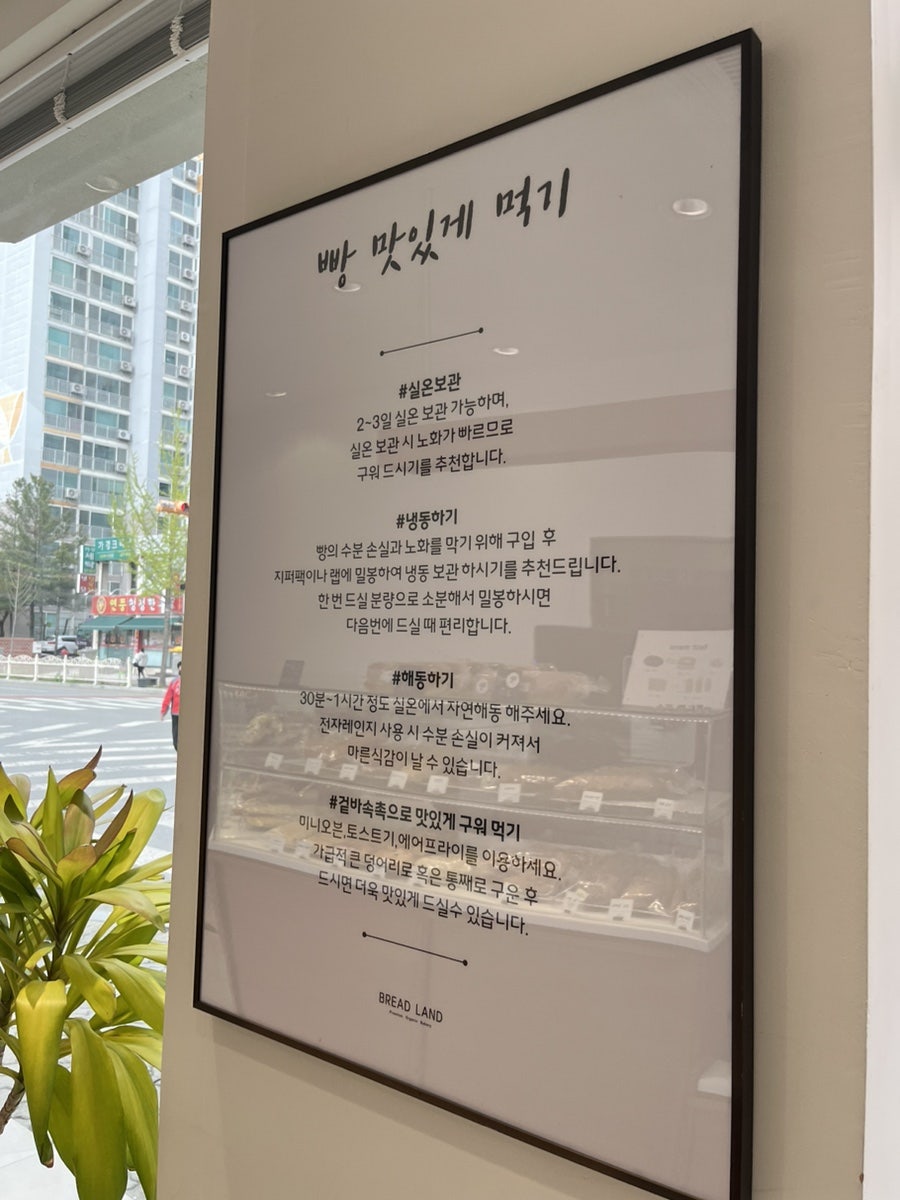 빵 맛있게 먹기
#실온보관
2~3일 실온 보관 가능하며,
실온 보관 시 노화가 빠르므로
구워 드시기를 추천합니다.
#냉동하기
빵의 수분 손실과 노화를 막기 위해 구입 후
지퍼팩이나 랩에 밀봉하여 냉동 보관 하시기를 추천드립니다.
한 번 드실 분량으로 소분해서 밀봉하시면
다음번에 드실 때 편리합니다.
#해동하기
30분~1시간 정도 실온에서 자연해동 해주세요.
전자레인지 사용 시 수분 손실이 커져서
마른식감이 날 수 있습니다.
#겉바속촉으로 맛있게 구워 먹기
미니오븐,토스트기,에어프라이를 이용하세요.
가급적 큰 덩어리로 혹은 통째로 구운 후
드시면 더욱 맛있게 드실수 있습니다.
BREAD LAND
Premium Organic Bakery